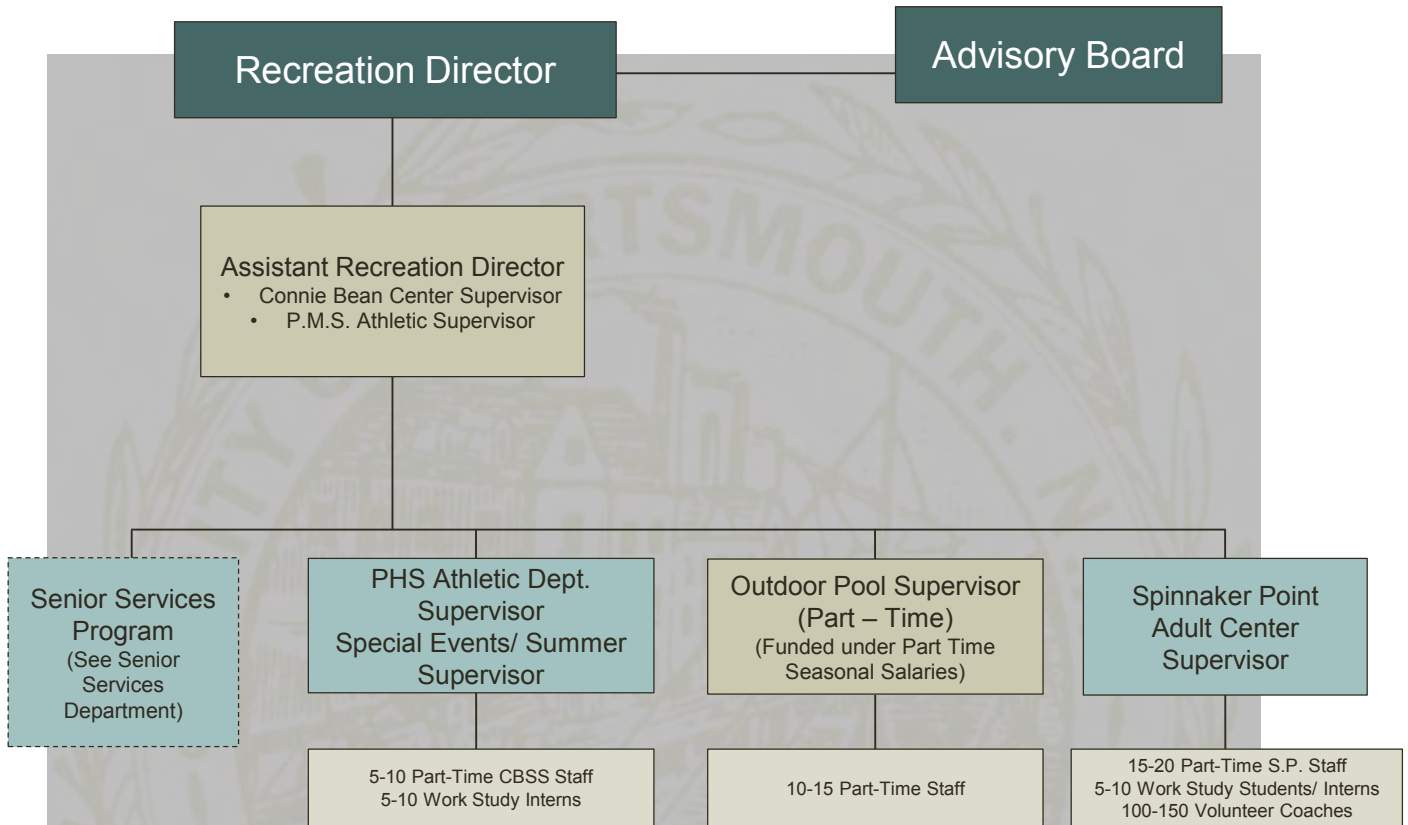 Recreation Director
Advisory Board
Assistant Recreation Director
• Connie Bean Center Supervisor
• P.M.S. Athletic Supervisor
Senior Services
Program
(See Senior
Services
Department)
PHS Athletic Dept.
Supervisor
Special Events/ Summer
Supervisor
Outdoor Pool Supervisor
(Part – Time)
(Funded under Part Time
Seasonal Salaries)
Spinnaker Point
Adult Center
Supervisor
5-10 Part-Time CBSS Staff
5-10 Work Study Interns
10-15 Part-Time Staff
15-20 Part-Time S.P. Staff
5-10 Work Study Students/ Interns
100-150 Volunteer Coaches